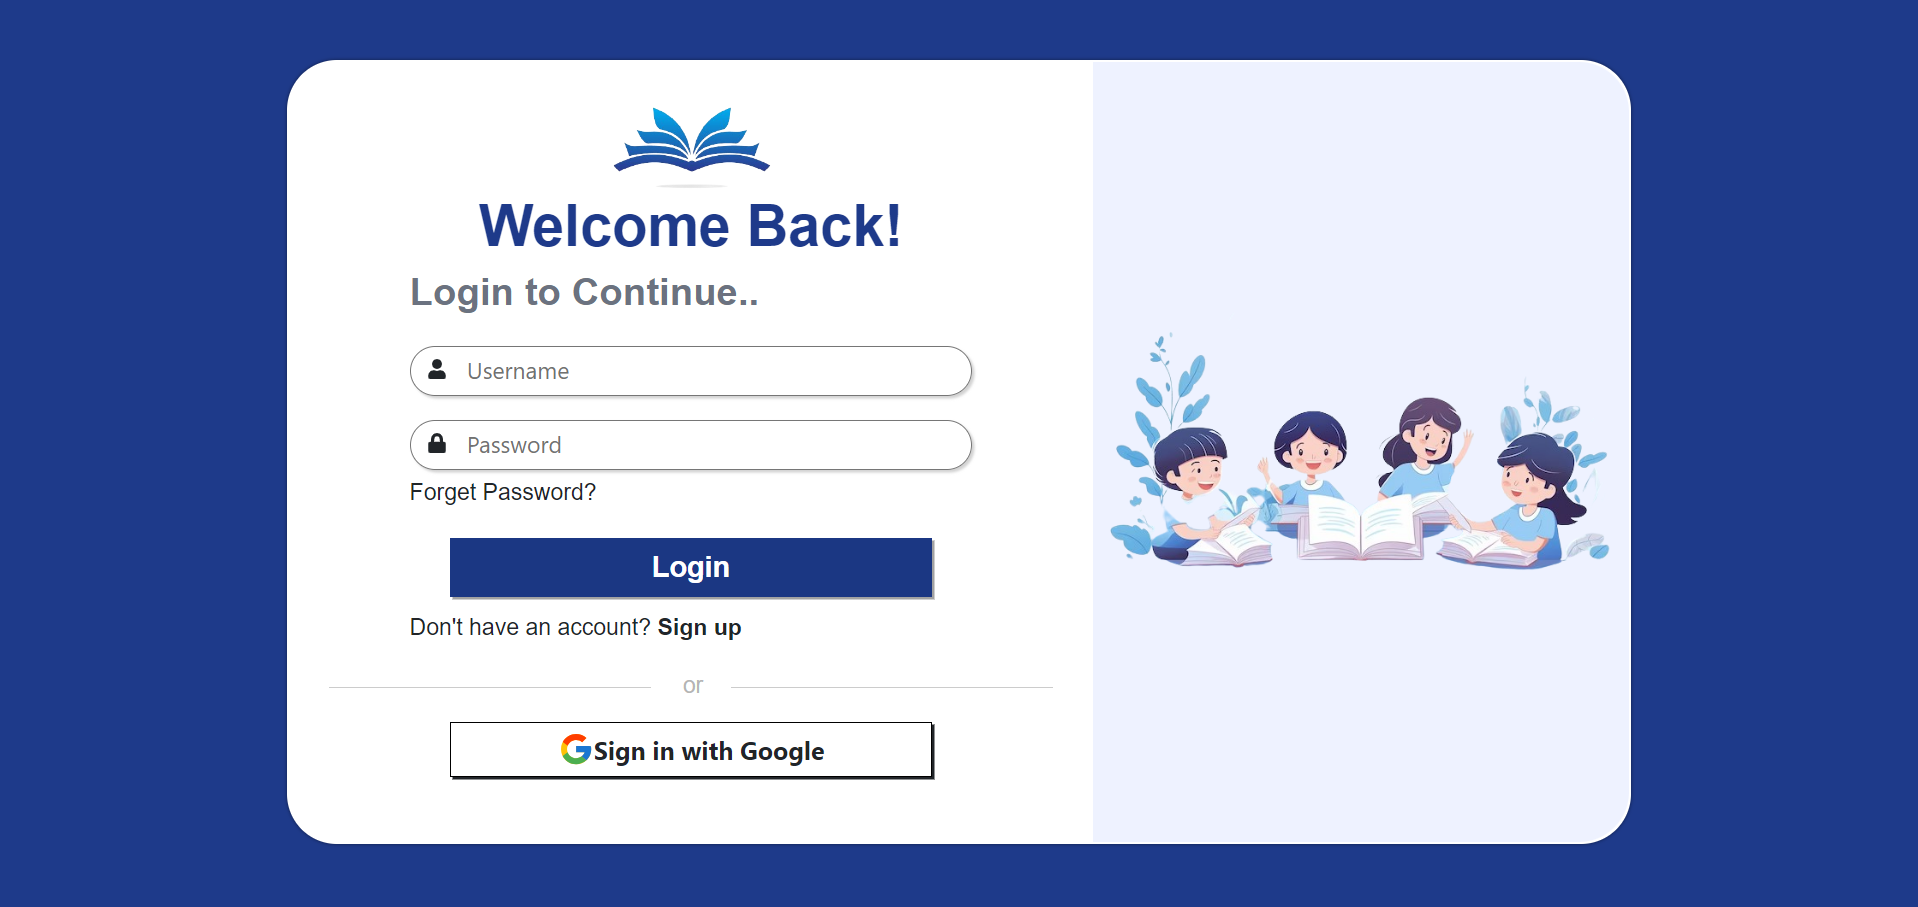 Welcome Back!
Login to Continue..
Username
Password
Forget Password?
Login
Don't have an account? Sign up
or
Sign in with Google